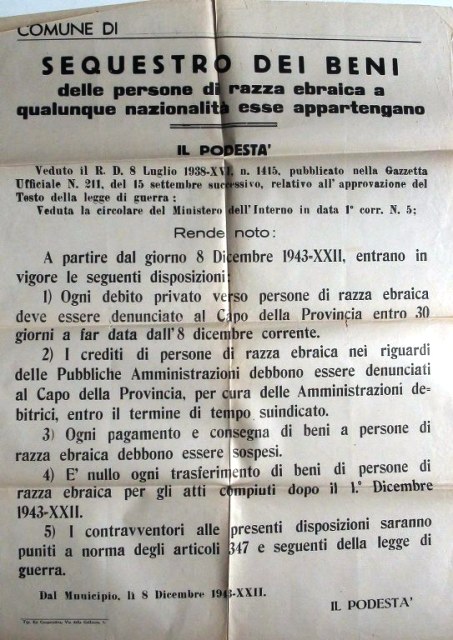 COMUNE DI
SEQUESTRO DEI BENI
delle persone di razza ebraica a
qualunque nazionalità esse appartengano
IL PODESTA'
Veduto il R. D. 8 Luglio 1938-XVI, n. 1415, pubblicato nella Gazzetta
Ufficiale N. 211, del 15 settembre successivo, relativo all' approvazione del
Testo della legge di guerra;
Veduta la circolare del Ministero dell'Interno in data 1° corr. N. 5;
Rende noto:
A partire dal giorno 8 Dicembre 1943-XXII, entrano in
vigore le seguenti disposizioni:
1) Ogni debito privato verso persone di razza ebraica
deve essere denunciato al Capo della Provincia entro 30
giorni a far data dall'8 dicembre corrente.
2) I crediti di persone di razza ebraica nei riguardi
delle Pubbliche Amministrazioni debbono essere denunciati
al Capo della Provincia, per cura delle Amministrazioni de-
bitrici, entro il termine di tempo suindicato.
3) Ogni pagamento e consegna di beni a persone di
razza ebraica debbono essere sospesi.
4) E' nullo ogni trasferimento di beni di persone di
razza ebraica per gli atti compiuti dopo il 1.° Dicembre
1943-XXII.
5) I contravventori alle presenti disposizioni saranno
puniti a norma degli articoli 347 e seguenti della legge di
guerra.
Dal Municipio, lì 8 Dicembre 1943-XXII.
IL PODESTA'